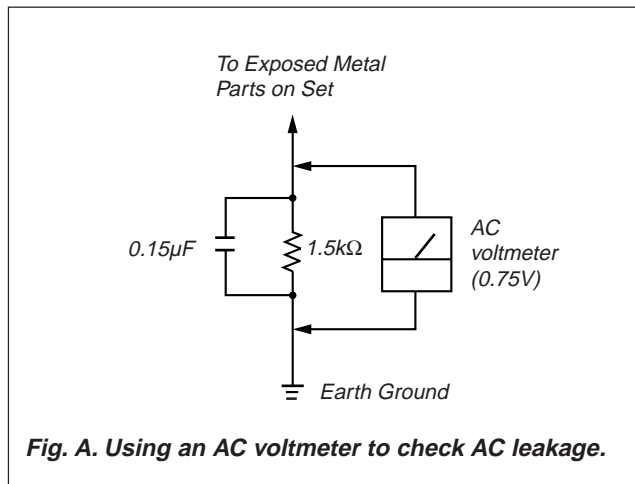 To Exposed Metal
Parts on Set
0.15µF
1.5kΩ
AC
voltmeter
(0.75V)
Earth Ground
Fig. A. Using an AC voltmeter to check AC leakage.